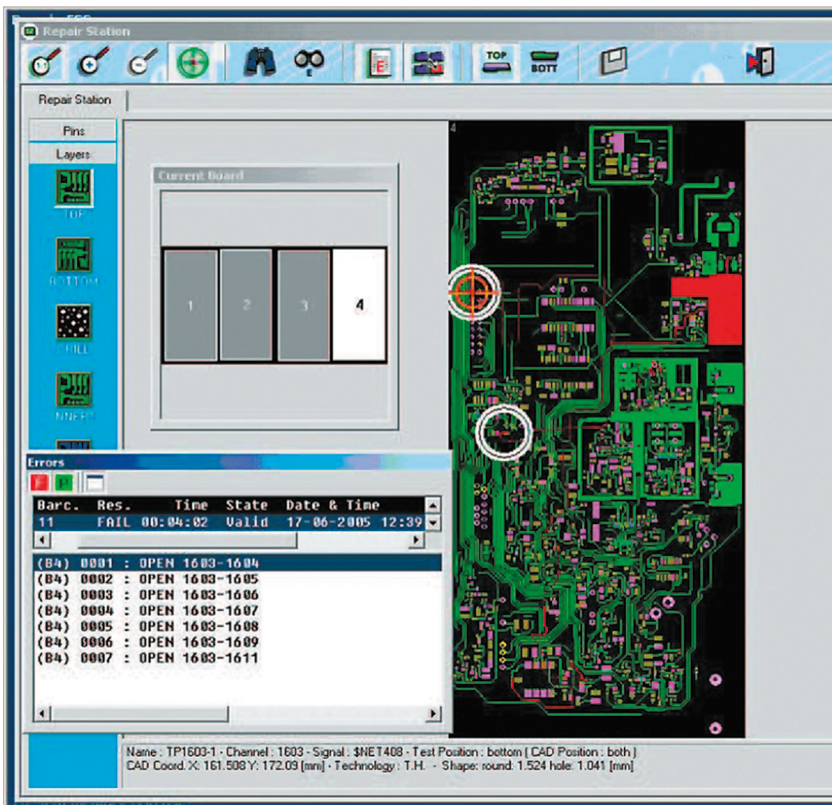 Repair Station
E
E
TOP
BOTT
Repair Station
Pins
Layers
TOP
BOTTOM
Current Board
1
2
3
4
4
Errors
F
P
Barc. Res. Time State Date & Time
11 FAIL 00:04:02 Valid 17-06-2005 12:39
(B4) 0001 : OPEN 1603-1604
(B4) 0002 : OPEN 1603-1605
(B4) 0003 : OPEN 1603-1606
(B4) 0004 : OPEN 1603-1607
(B4) 0005 : OPEN 1603-1608
(B4) 0006 : OPEN 1603-1609
(B4) 0007 : OPEN 1603-1611
Name : TP1603-1 - Channel : 1603 - Signal : $NET408 - Test Position : bottom ( CAD Position : both )
CAD Coord. X: 161.508 Y: 172.09 [mm] - Technology : T.H. - Shape: round: 1.524 hole: 1.041 [mm]